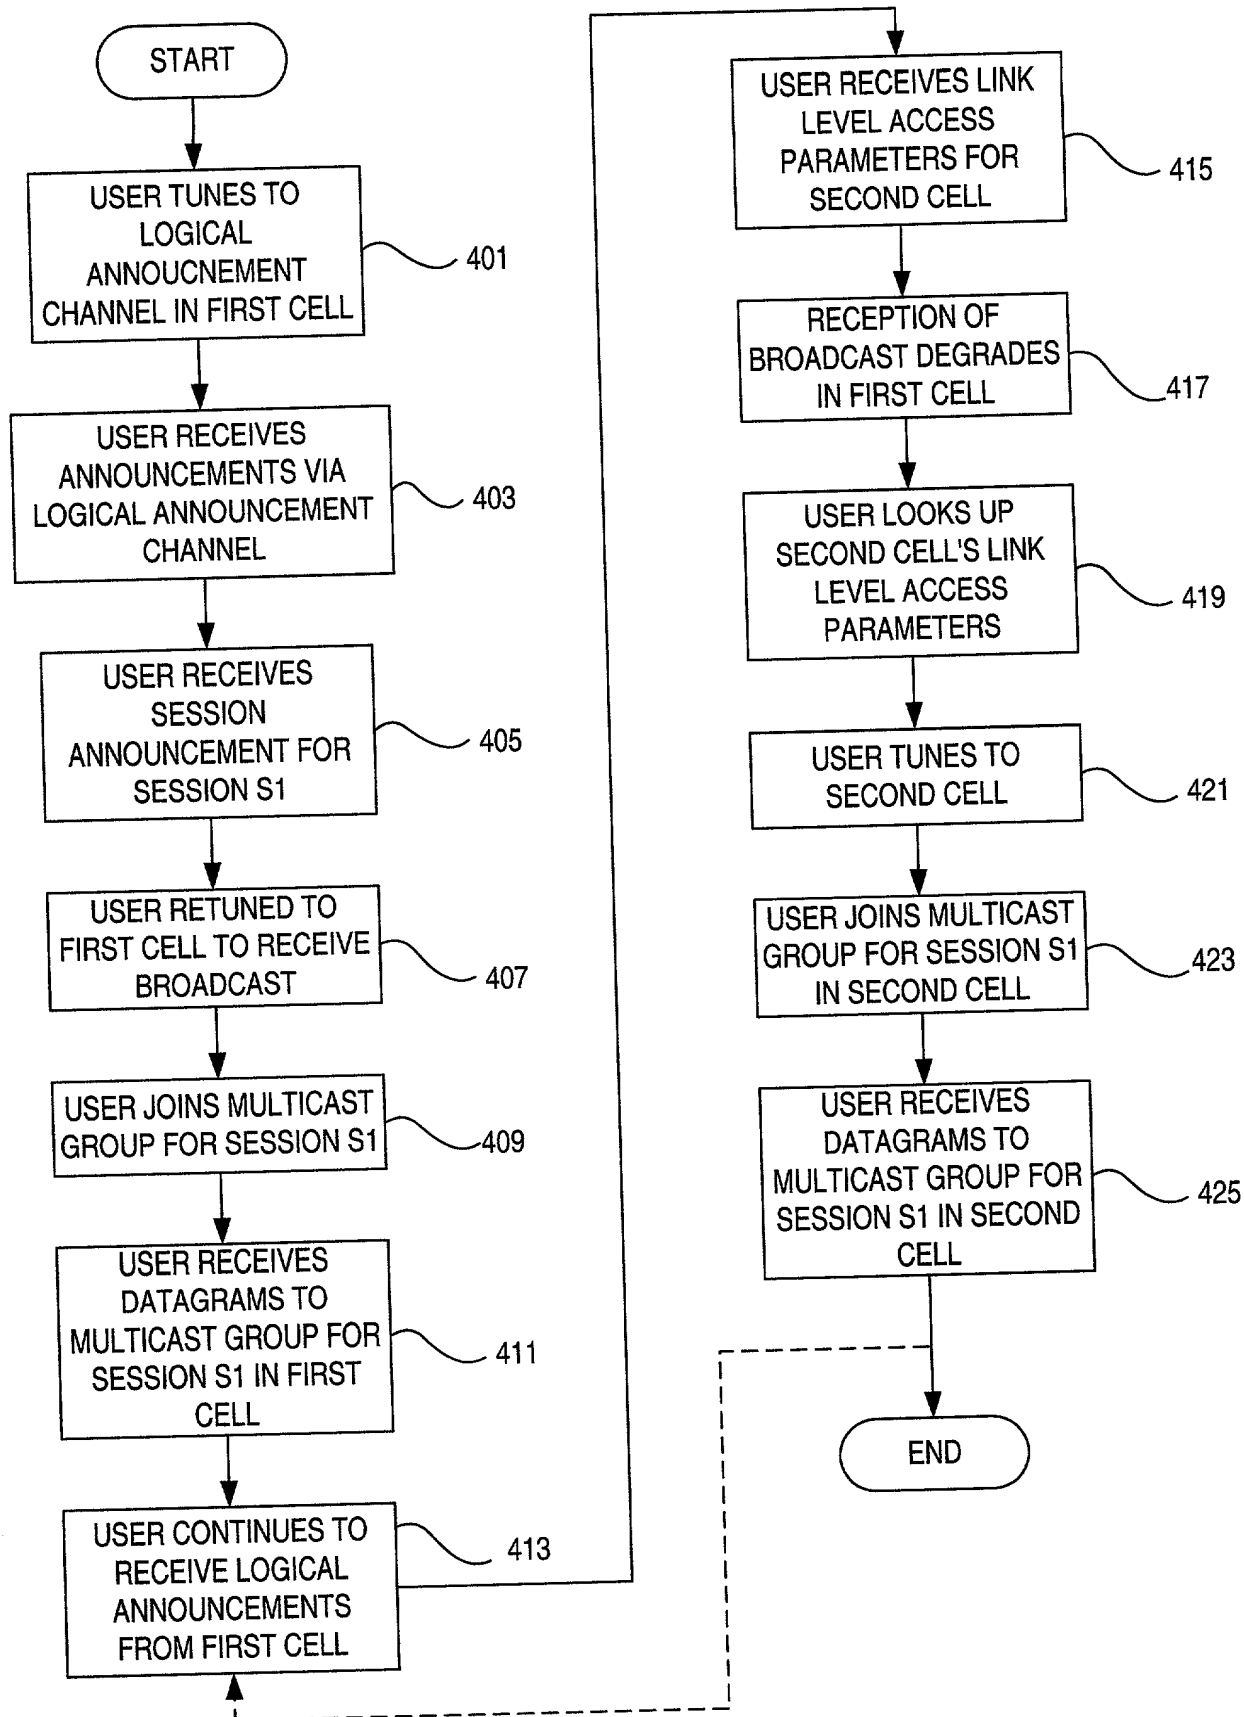 START
USER TUNES TO
LOGICAL
ANNOUCNEMENT
CHANNEL IN FIRST CELL
401
USER RECEIVES
ANNOUNCEMENTS VIA
LOGICAL ANNOUNCEMENT
CHANNEL
403
USER RECEIVES
SESSION
ANNOUNCEMENT FOR
SESSION S1
405
USER RETUNED TO
FIRST CELL TO RECEIVE
BROADCAST
407
USER JOINS MULTICAST
GROUP FOR SESSION S1
409
USER RECEIVES
DATAGRAMS TO
MULTICAST GROUP FOR
SESSION S1 IN FIRST
CELL
411
USER CONTINUES TO
RECEIVE LOGICAL
ANNOUNCEMENTS
FROM FIRST CELL
413
USER RECEIVES LINK
LEVEL ACCESS
PARAMETERS FOR
SECOND CELL
415
RECEPTION OF
BROADCAST DEGRADES
IN FIRST CELL
417
USER LOOKS UP
SECOND CELL'S LINK
LEVEL ACCESS
PARAMETERS
419
USER TUNES TO
SECOND CELL
421
USER JOINS MULTICAST
GROUP FOR SESSION S1
IN SECOND CELL
423
USER RECEIVES
DATAGRAMS TO
MULTICAST GROUP FOR
SESSION S1 IN SECOND
CELL
425
END